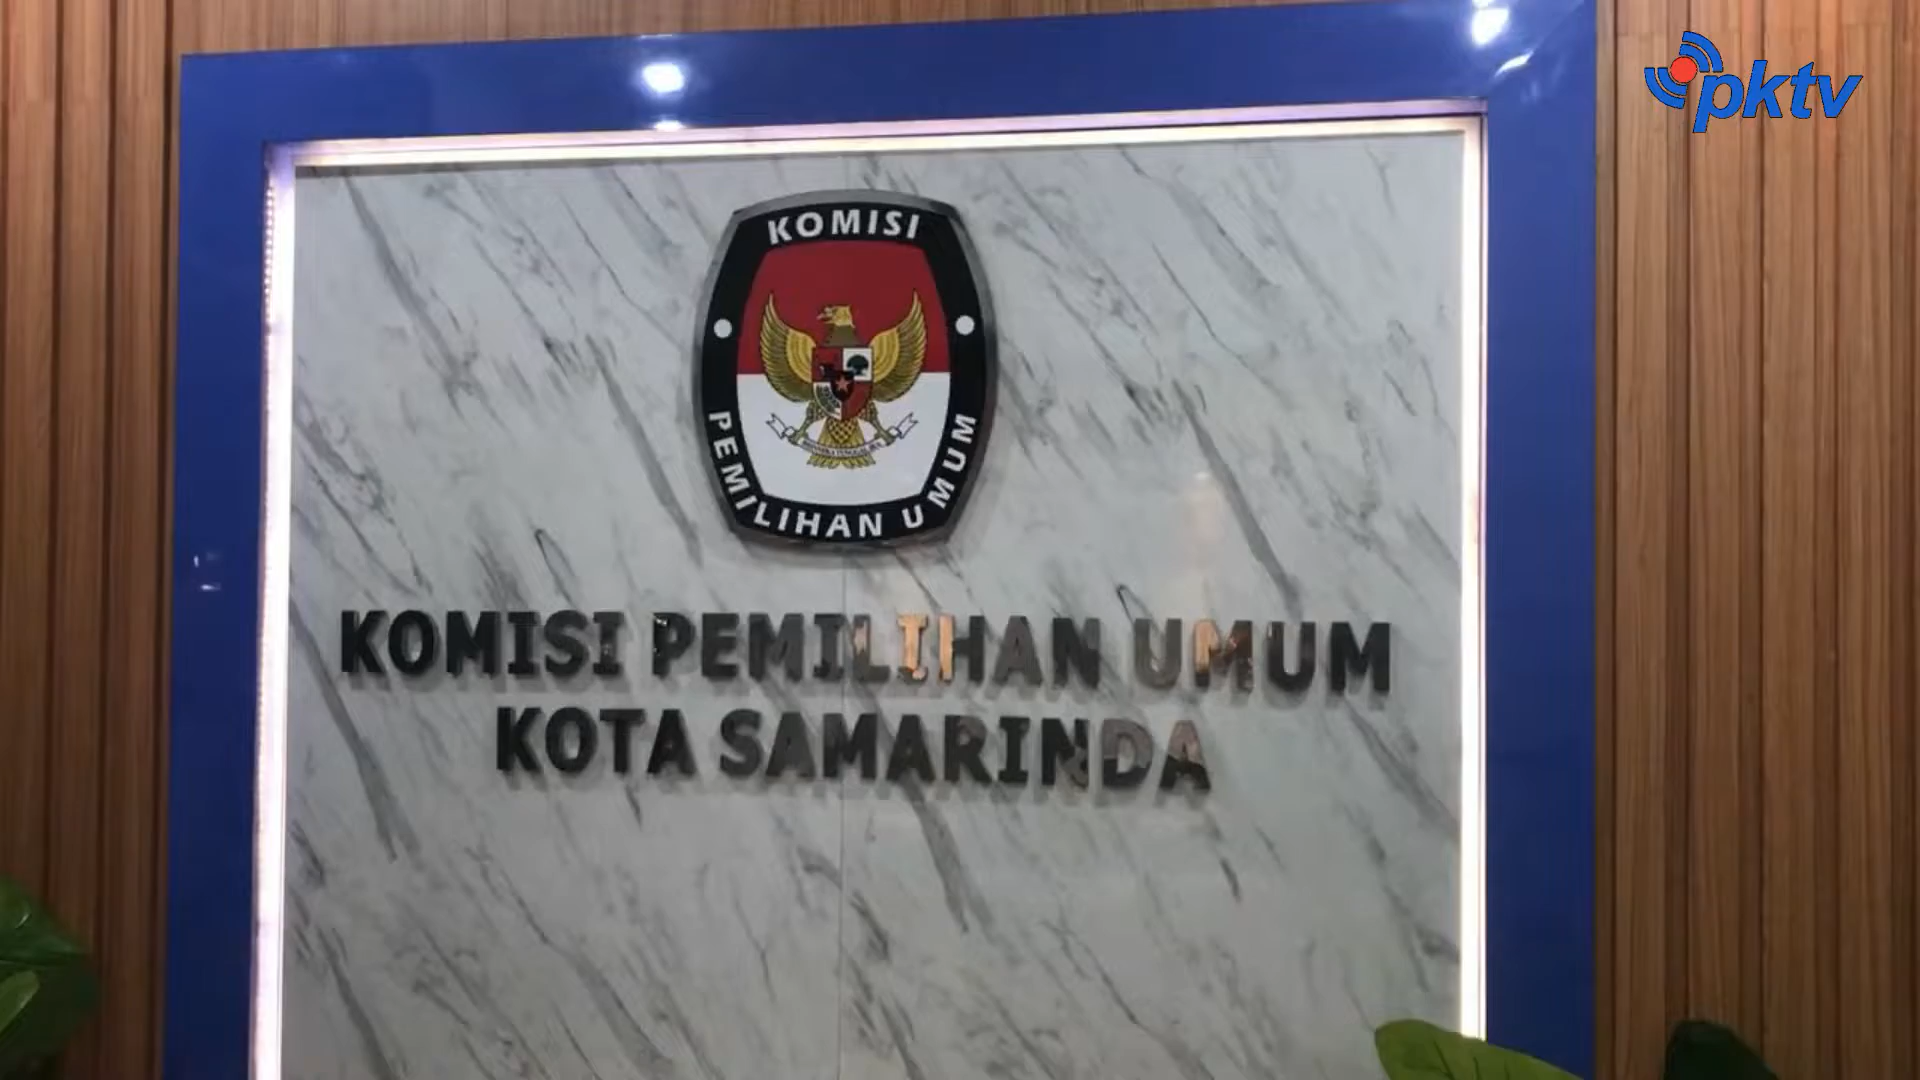 pktv
KOMISI
PEMILIHAN UMUM
KOMISI PEMILIHAN UMUM
KOTA SAMARINDA